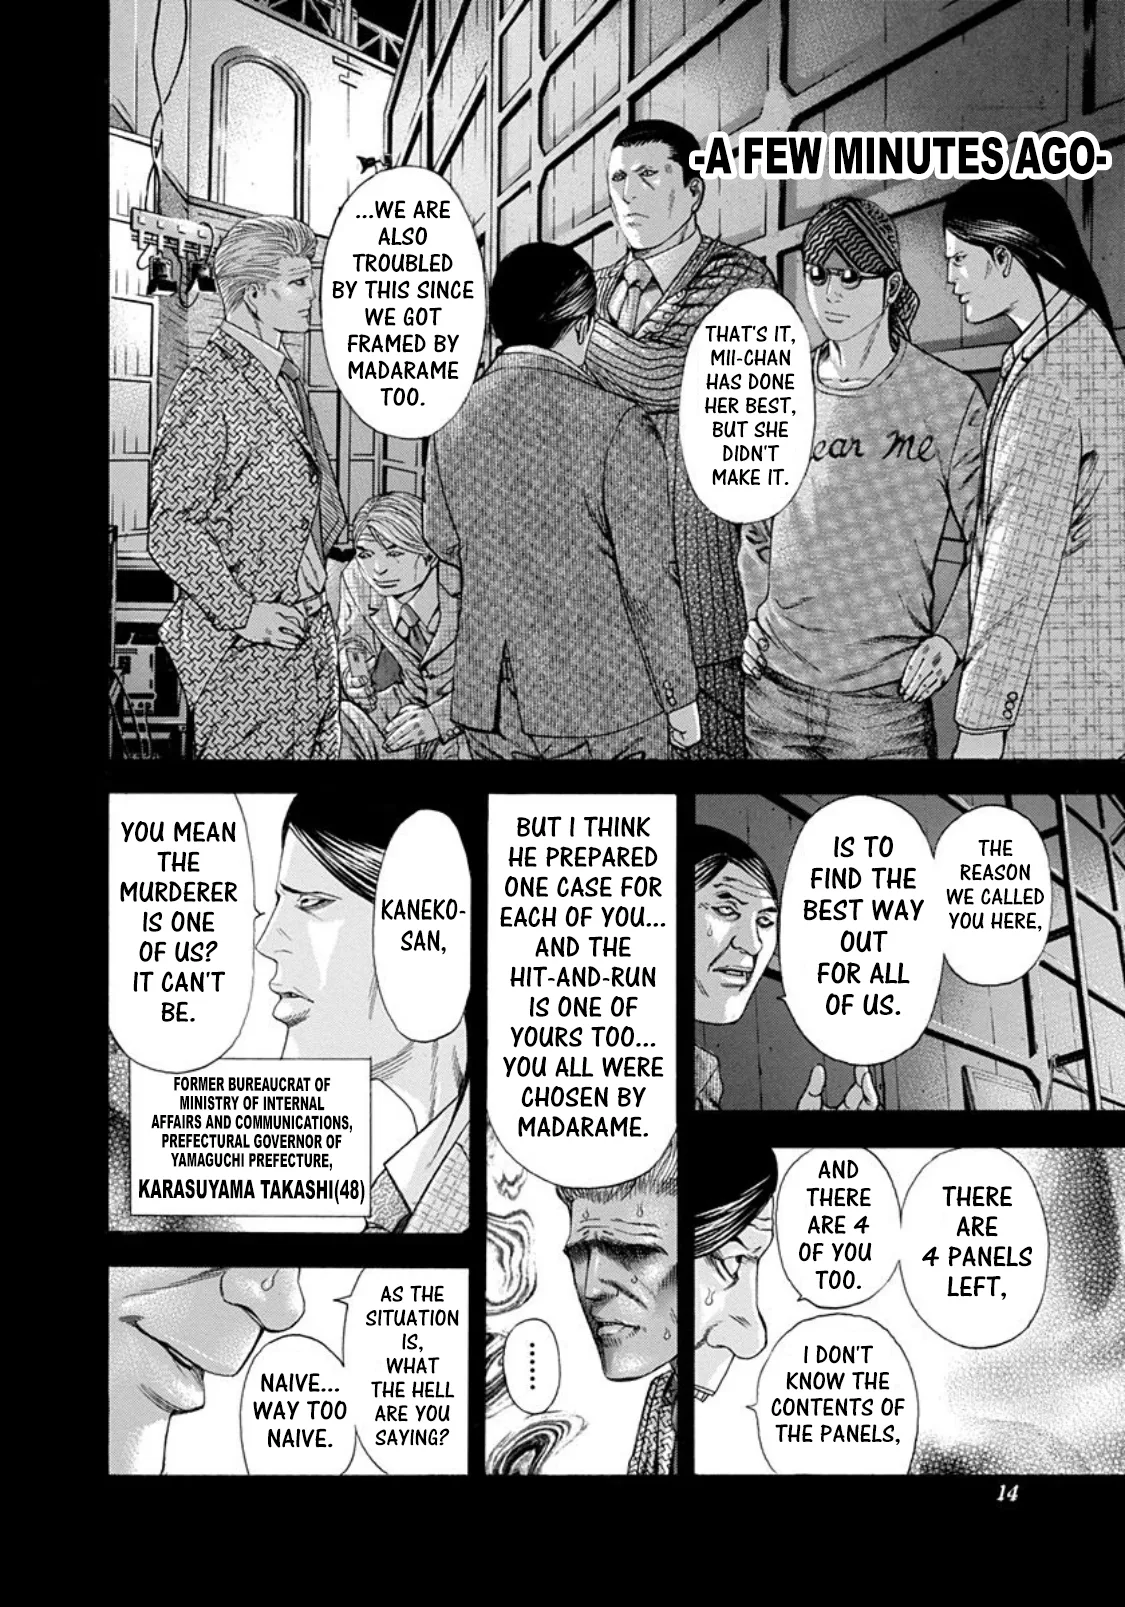 -A FEW MINUTES AGO-
THAT'S IT,
MII-CHAN
HAS DONE
HER BEST,
BUT SHE
DIDN'T
MAKE IT.
ear me
...WE ARE
ALSO
TROUBLED
BY THIS SINCE
WE GOT
FRAMED BY
MADARAME
TOO.
THE
REASON
WE CALLED
YOU HERE,
IS TO
FIND THE
BEST WAY
OUT
FOR ALL
OF US.
THERE
ARE
4 PANELS
LEFT,
AND
THERE
ARE 4
OF YOU
TOO.
I DON'T
KNOW THE
CONTENTS OF
THE PANELS,
BUT I THINK
HE PREPARED
ONE CASE FOR
EACH OF YOU...
AND THE
HIT-AND-RUN
IS ONE OF
YOURS TOO...
YOU ALL WERE
CHOSEN BY
MADARAME.
......
KANEKO-
SAN,
YOU MEAN
THE
MURDERER
IS ONE
OF US?
IT CAN'T
BE.
FORMER BUREAUCRAT OF
MINISTRY OF INTERNAL
AFFAIRS AND COMMUNICATIONS,
PREFECTURAL GOVERNOR OF
YAMAGUCHI PREFECTURE,
KARASUYAMA TAKASHI(48)
AS THE
SITUATION
IS,
WHAT
THE HELL
ARE YOU
SAYING?
NAIVE...
WAY TOO
NAIVE.
14